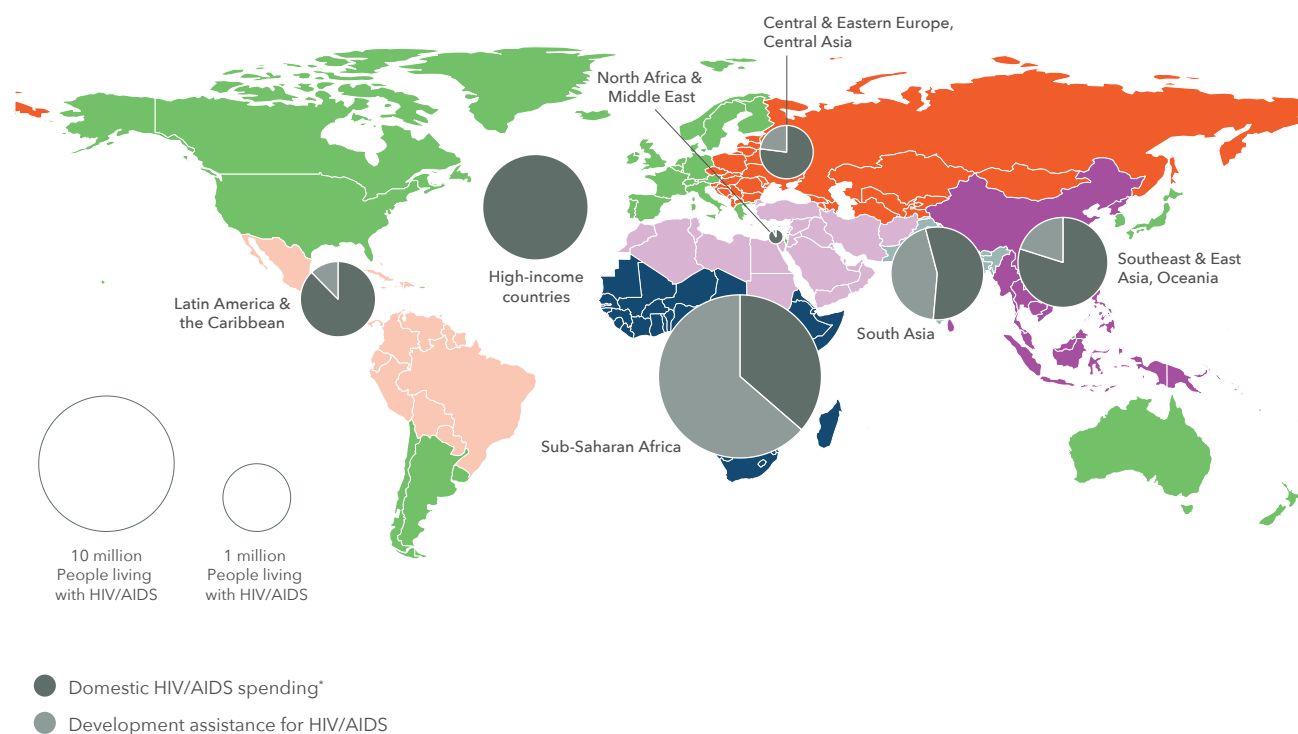 Central & Eastern Europe,
Central Asia
North Africa &
Middle East
High-income
countries
Latin America &
the Caribbean
Southeast & East
Asia, Oceania
South Asia
Sub-Saharan Africa
10 million
People living
with HIV/AIDS
1 million
People living
with HIV/AIDS
Domestic HIV/AIDS spending*
Development assistance for HIV/AIDS